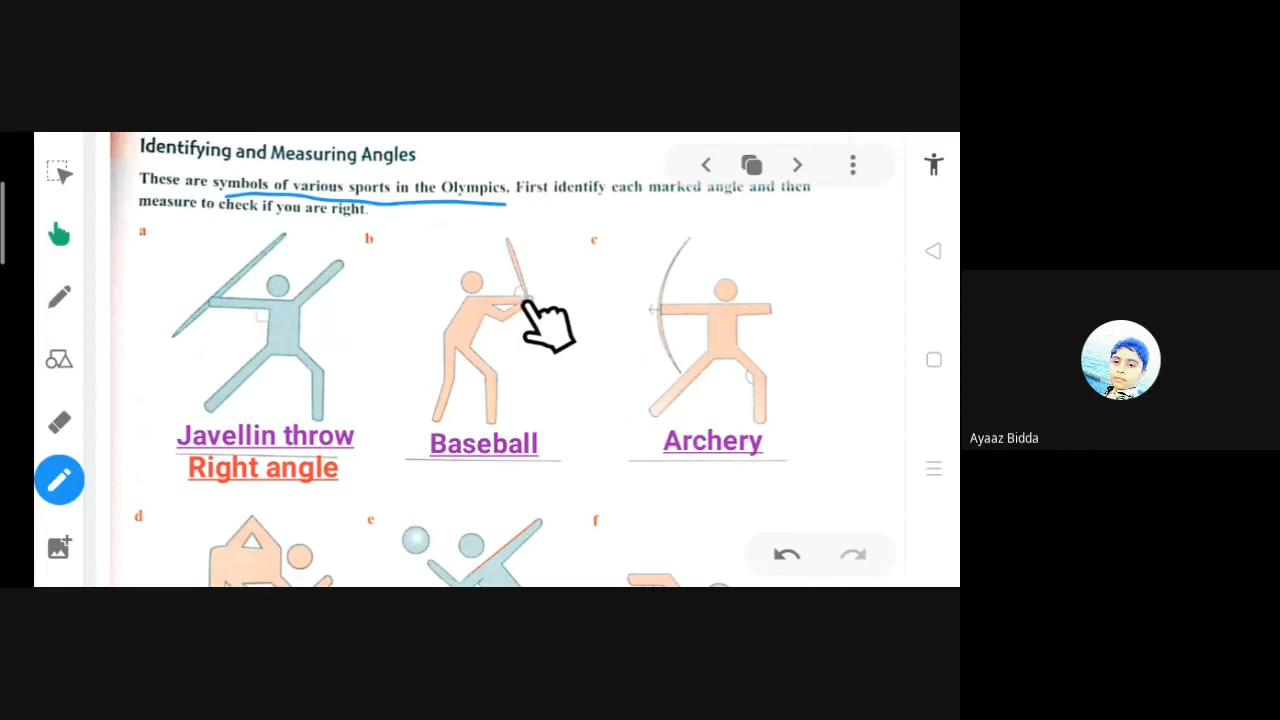 Identifying and Measuring Angles
These are symbols of various sports in the Olympics. First identify each marked angle and then
measure to check if you are right.
a
b
c
Javellin throw
Baseball
Archery
Right angle
d
e
f
Ayaaz Bidda